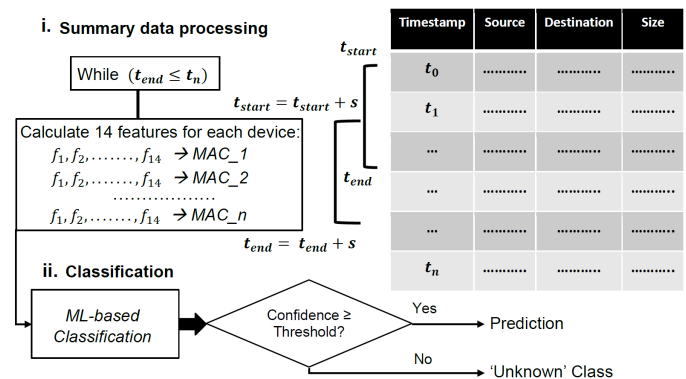 i. Summary data processing
While (t_end ≤ t_n)
Calculate 14 features for each device:
f_1, f_2, ......., f_14 → MAC_1
f_1, f_2, ......., f_14 → MAC_2
...................
f_1, f_2, ......., f_14 → MAC_n
t_start
t_start = t_start + s
t_end
t_end = t_end + s
Timestamp Source Destination Size
t_0 ........... ........... ...........
t_1 ........... ........... ...........
... ........... ........... ...........
... ........... ........... ...........
... ........... ........... ...........
t_n ........... ........... ...........
ii. Classification
ML-based
Classification
Confidence ≥
Threshold?
Yes
Prediction
No
‘Unknown’ Class